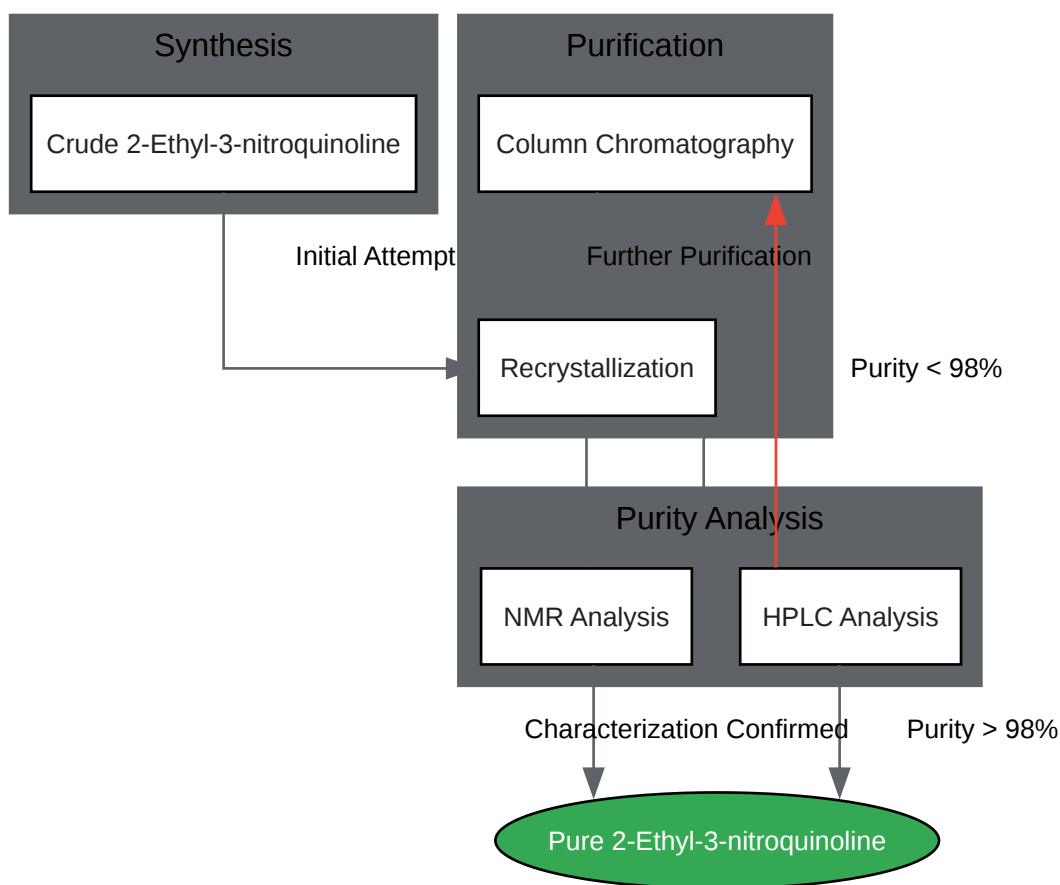 Synthesis
Purification
Crude 2-Ethyl-3-nitroquinoline
Column Chromatography
Initial Attempt
Further Purification
Recrystallization
Purity < 98%
Purity Analysis
NMR Analysis
HPLC Analysis
Characterization Confirmed
Purity > 98%
Pure 2-Ethyl-3-nitroquinoline